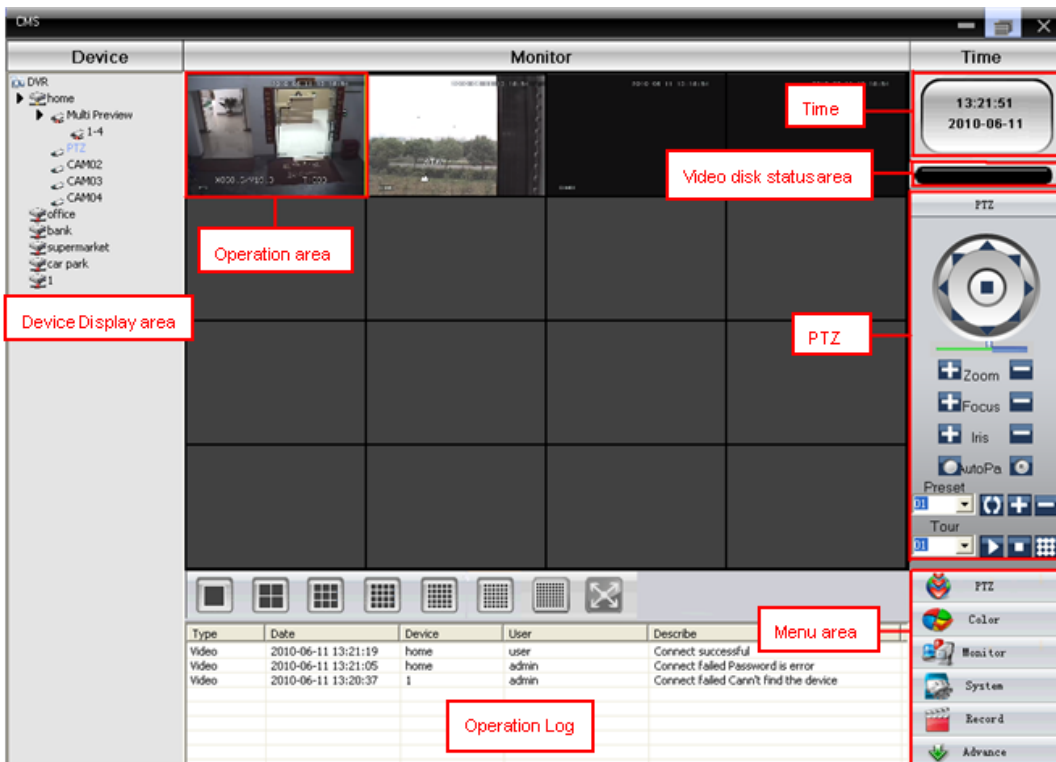 CMS
Device
Monitor
Time
DVR
home
Multi Preview
1-4
PTZ
CAM02
CAM03
CAM04
office
bank
supermarket
car park
1
Device Display area
Operation area
Time
13:21:51
2010-06-11
Video disk status area
PTZ
PTZ
Zoom
Focus
Iris
AutoPa
Preset
01
Tour
01
Type Date Device User Describe
Video 2010-06-11 13:21:19 home user Connect successful
Video 2010-06-11 13:21:05 home admin Connect failed Password is error
Video 2010-06-11 13:20:37 1 admin Connect failed Cann't find the device
Operation Log
Menu area
PTZ
Color
Monitor
System
Record
Advance